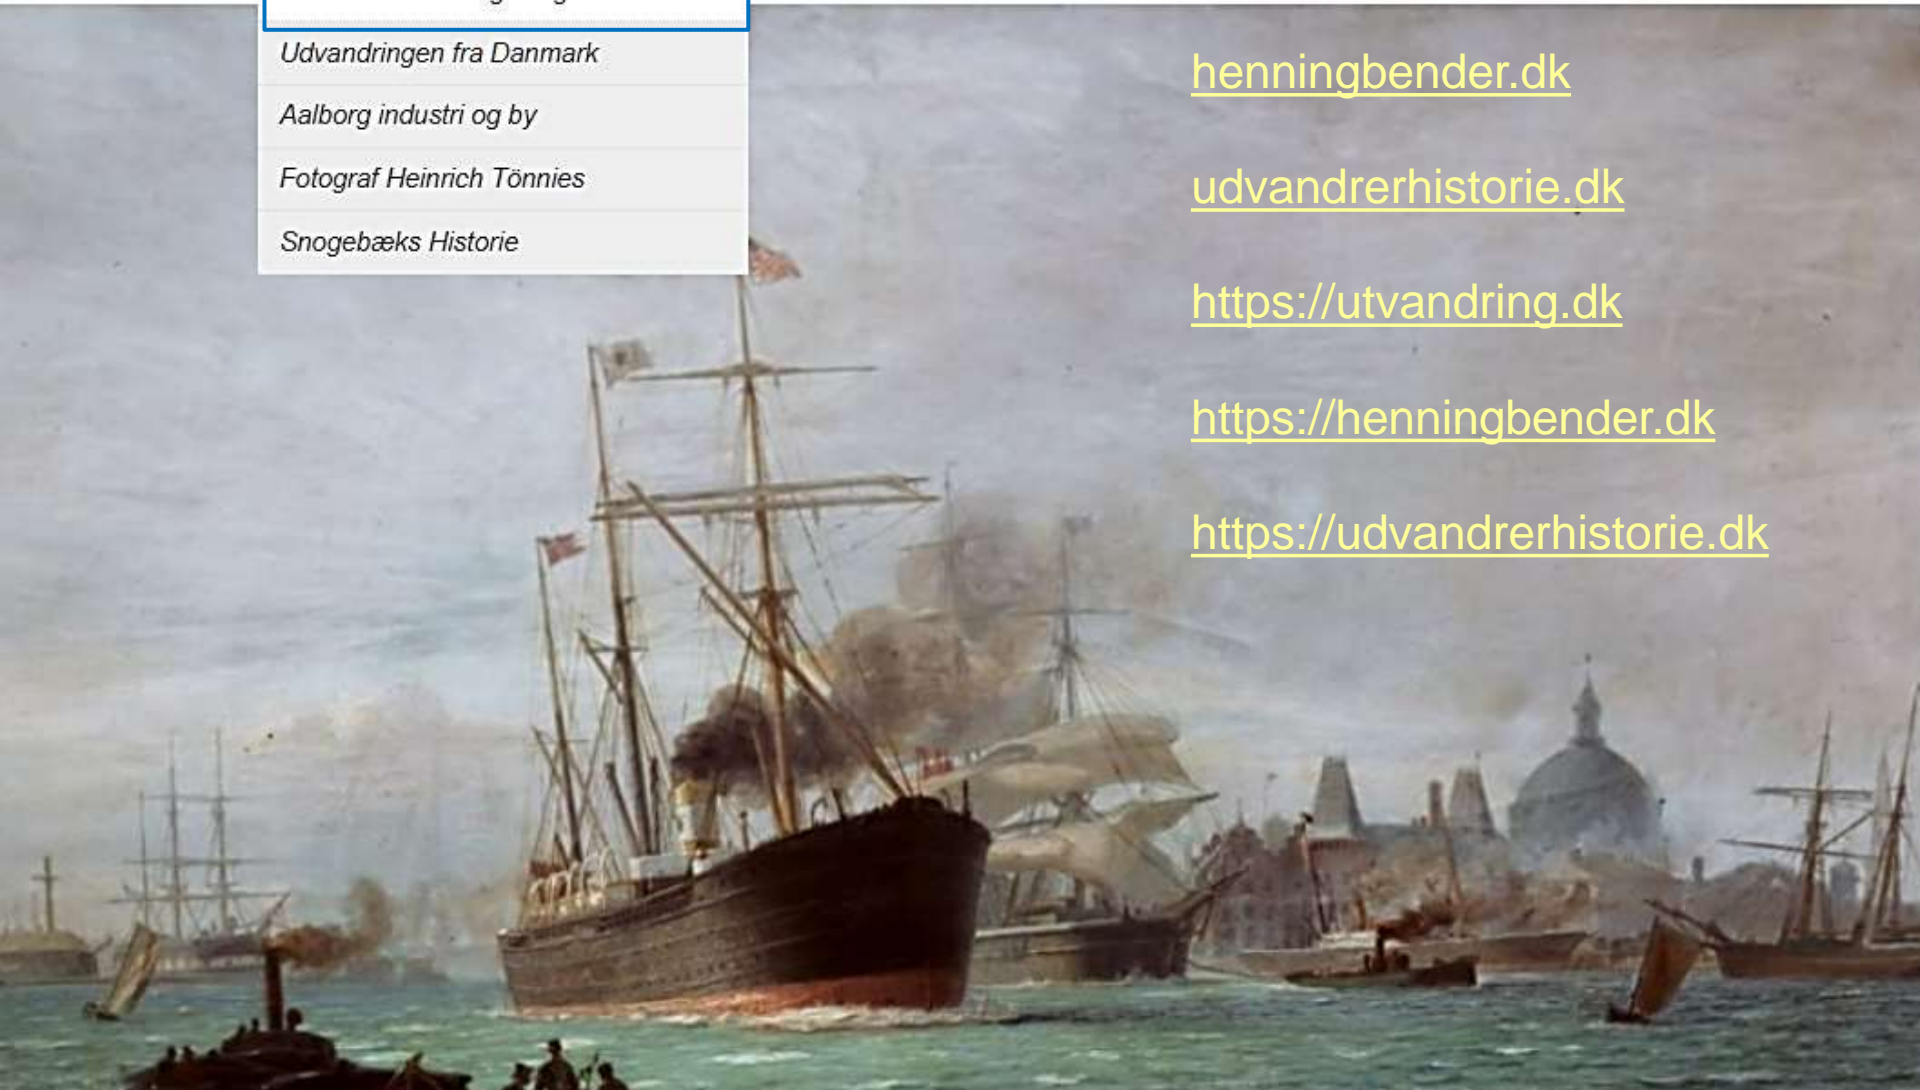 Udvandringen fra Danmark
Aalborg industri og by
Fotograf Heinrich Tönnies
Snogebæks Historie
henningbender.dk
udvandrerhistorie.dk
https://utvandring.dk
https://henningbender.dk
https://udvandrerhistorie.dk